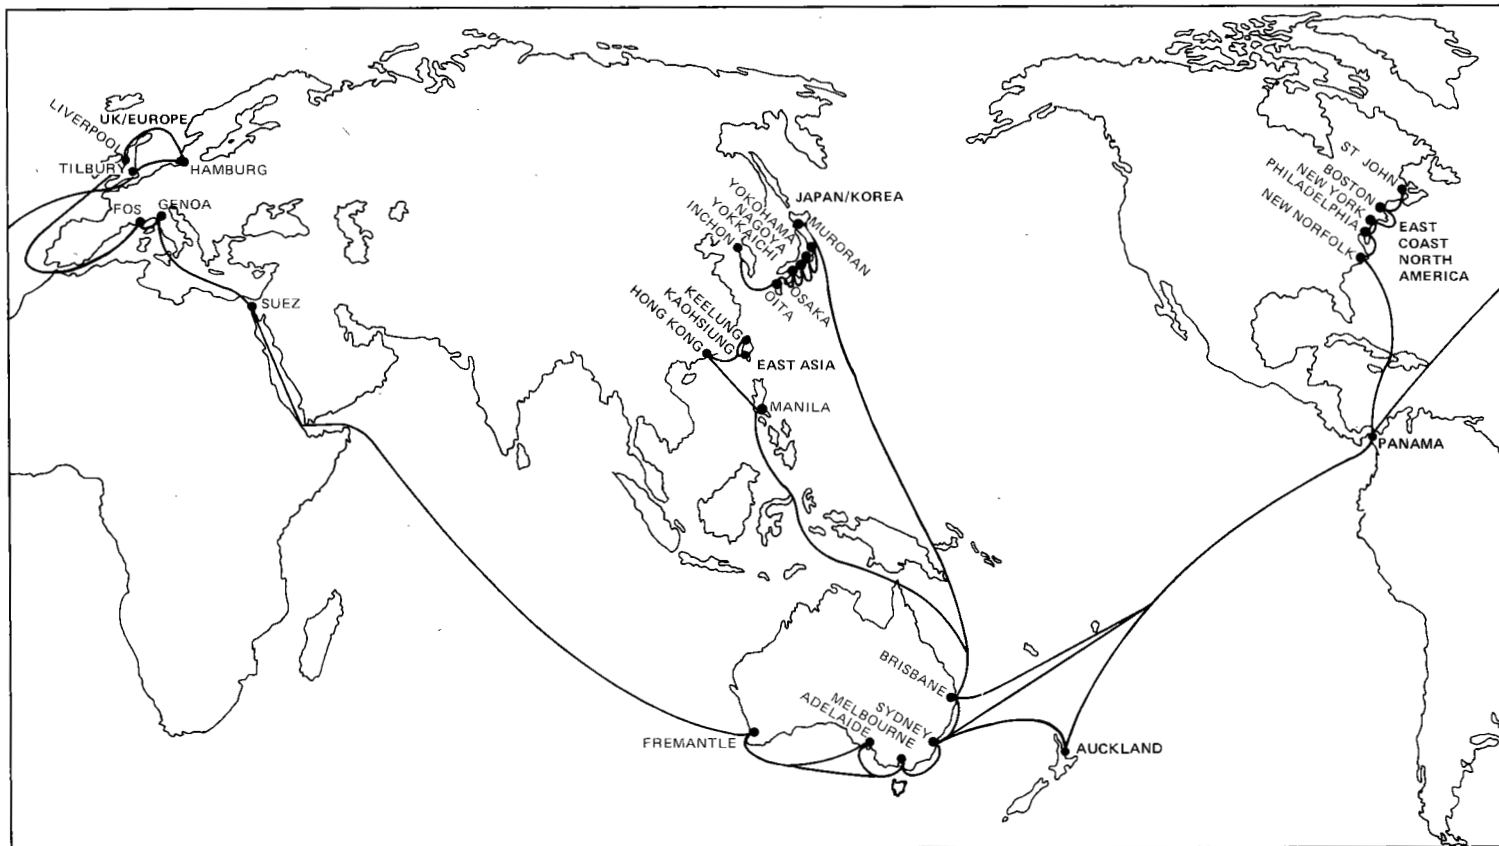 LIVERPOOL
UK/EUROPE
TILBURY
HAMBURG
FOS
GENOA
SUEZ
JAPAN/KOREA
YOKOHAMA
NAGOYA
YOKKAICHI
INCHON
MURORAN
OSAKA
OITA
KEELUNG
KAOHSIUNG
HONG KONG
EAST ASIA
MANILA
ST JOHN
BOSTON
NEW YORK
PHILADELPHIA
NEW NORFOLK
EAST
COAST
NORTH
AMERICA
PANAMA
BRISBANE
SYDNEY
MELBOURNE
ADELAIDE
FREMANTLE
AUCKLAND